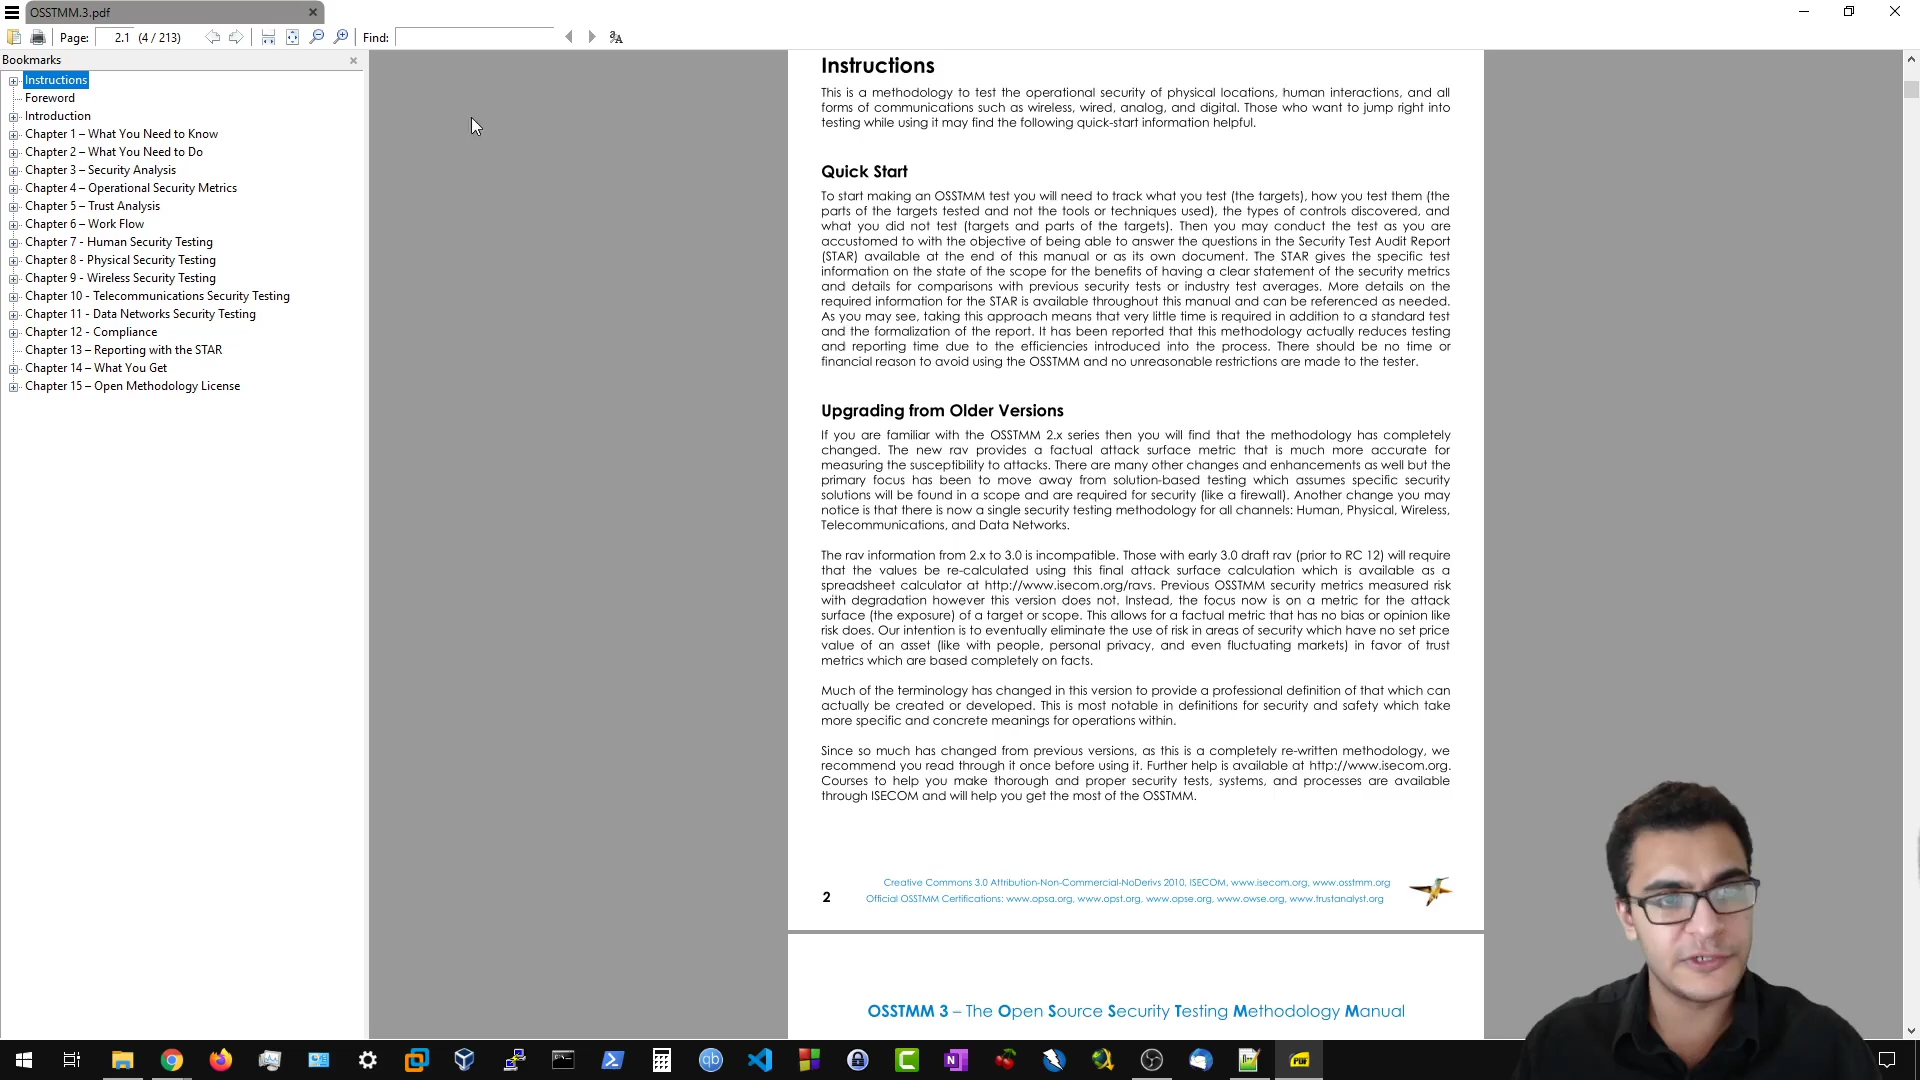 OSSTMM.3.pdf
Page: 2.1 (4 / 213) Find:
Bookmarks
Instructions
Foreword
Introduction
Chapter 1 – What You Need to Know
Chapter 2 – What You Need to Do
Chapter 3 – Security Analysis
Chapter 4 – Operational Security Metrics
Chapter 5 – Trust Analysis
Chapter 6 – Work Flow
Chapter 7 - Human Security Testing
Chapter 8 - Physical Security Testing
Chapter 9 - Wireless Security Testing
Chapter 10 - Telecommunications Security Testing
Chapter 11 - Data Networks Security Testing
Chapter 12 - Compliance
Chapter 13 – Reporting with the STAR
Chapter 14 – What You Get
Chapter 15 – Open Methodology License
Instructions
This is a methodology to test the operational security of physical locations, human interactions, and all
forms of communications such as wireless, wired, analog, and digital. Those who want to jump right into
testing while using it may find the following quick-start information helpful.
Quick Start
To start making an OSSTMM test you will need to track what you test (the targets), how you test them (the
parts of the targets tested and not the tools or techniques used), the types of controls discovered, and
what you did not test (targets and parts of the targets). Then you may conduct the test as you are
accustomed to with the objective of being able to answer the questions in the Security Test Audit Report
(STAR) available at the end of this manual or as its own document. The STAR gives the specific test
information on the state of the scope for the benefits of having a clear statement of the security metrics
and details for comparisons with previous security tests or industry test averages. More details on the
required information for the STAR is available throughout this manual and can be referenced as needed.
As you may see, taking this approach means that very little time is required in addition to a standard test
and the formalization of the report. It has been reported that this methodology actually reduces testing
and reporting time due to the efficiencies introduced into the process. There should be no time or
financial reason to avoid using the OSSTMM and no unreasonable restrictions are made to the tester.
Upgrading from Older Versions
If you are familiar with the OSSTMM 2.x series then you will find that the methodology has completely
changed. The new rav provides a factual attack surface metric that is much more accurate for
measuring the susceptibility to attacks. There are many other changes and enhancements as well but the
primary focus has been to move away from solution-based testing which assumes specific security
solutions will be found in a scope and are required for security (like a firewall). Another change you may
notice is that there is now a single security testing methodology for all channels: Human, Physical, Wireless,
Telecommunications, and Data Networks.
The rav information from 2.x to 3.0 is incompatible. Those with early 3.0 draft rav (prior to RC 12) will require
that the values be re-calculated using this final attack surface calculation which is available as a
spreadsheet calculator at http://www.isecom.org/ravs. Previous OSSTMM security metrics measured risk
with degradation however this version does not. Instead, the focus now is on a metric for the attack
surface (the exposure) of a target or scope. This allows for a factual metric that has no bias or opinion like
risk does. Our intention is to eventually eliminate the use of risk in areas of security which have no set price
value of an asset (like with people, personal privacy, and even fluctuating markets) in favor of trust
metrics which are based completely on facts.
Much of the terminology has changed in this version to provide a professional definition of that which can
actually be created or developed. This is most notable in definitions for security and safety which take
more specific and concrete meanings for operations within.
Since so much has changed from previous versions, as this is a completely re-written methodology, we
recommend you read through it once before using it. Further help is available at http://www.isecom.org.
Courses to help you make thorough and proper security tests, systems, and processes are available
through ISECOM and will help you get the most of the OSSTMM.
Creative Commons 3.0 Attribution-Non-Commercial-NoDerivs 2010, ISECOM, www.isecom.org, www.osstmm.org
2 Official OSSTMM Certifications: www.opsa.org, www.opst.org, www.opse.org, www.owse.org, www.trustanalyst.org
OSSTMM 3 – The Open Source Security Testing Methodology Manual